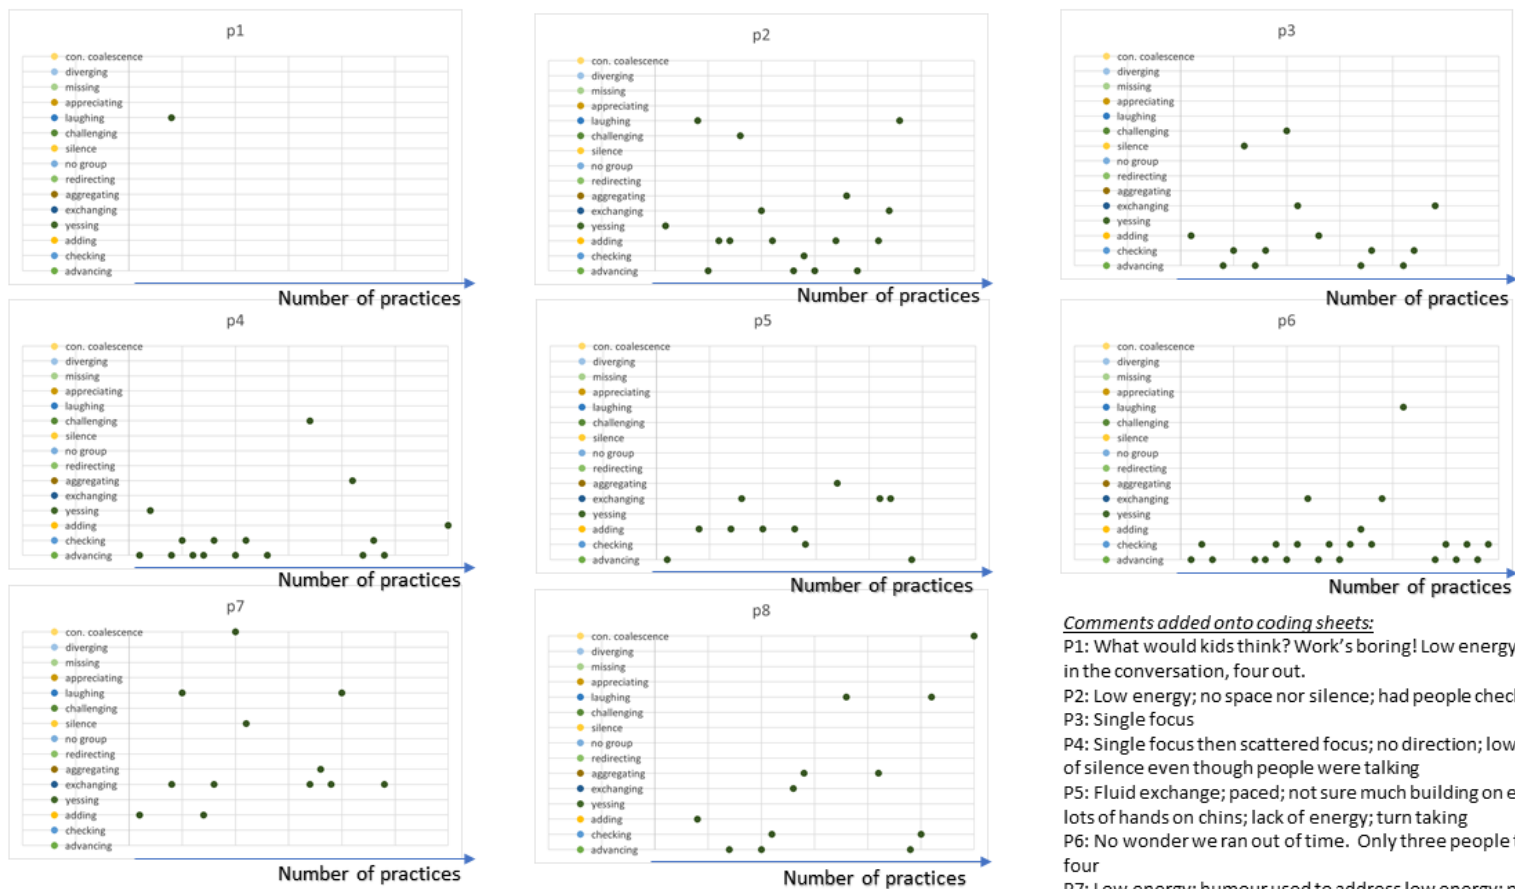 p1
con. coalescence
diverging
missing
appreciating
laughing
challenging
silence
no group
redirecting
aggregating
exchanging
yessing
adding
checking
advancing
Number of practices
p2
con. coalescence
diverging
missing
appreciating
laughing
challenging
silence
no group
redirecting
aggregating
exchanging
yessing
adding
checking
advancing
Number of practices
p3
con. coalescence
diverging
missing
appreciating
laughing
challenging
silence
no group
redirecting
aggregating
exchanging
yessing
adding
checking
advancing
Number of practices
p4
con. coalescence
diverging
missing
appreciating
laughing
challenging
silence
no group
redirecting
aggregating
exchanging
yessing
adding
checking
advancing
Number of practices
p5
con. coalescence
diverging
missing
appreciating
laughing
challenging
silence
no group
redirecting
aggregating
exchanging
yessing
adding
checking
advancing
Number of practices
p6
con. coalescence
diverging
missing
appreciating
laughing
challenging
silence
no group
redirecting
aggregating
exchanging
yessing
adding
checking
advancing
Number of practices
p7
con. coalescence
diverging
missing
appreciating
laughing
challenging
silence
no group
redirecting
aggregating
exchanging
yessing
adding
checking
advancing
Number of practices
p8
con. coalescence
diverging
missing
appreciating
laughing
challenging
silence
no group
redirecting
aggregating
exchanging
yessing
adding
checking
advancing
Number of practices
Comments added onto coding sheets:
P1: What would kids think? Work's boring! Low energy
in the conversation, four out.
P2: Low energy; no space nor silence; had people
P3: Single focus
P4: Single focus then scattered focus; no direction; low
of silence even though people were talking
P5: Fluid exchange; paced; not sure much building on
lots of hands on chins; lack of energy; turn taking
P6: No wonder we ran out of time. Only three people
four
P7: Low energy; humour used to address low energy;